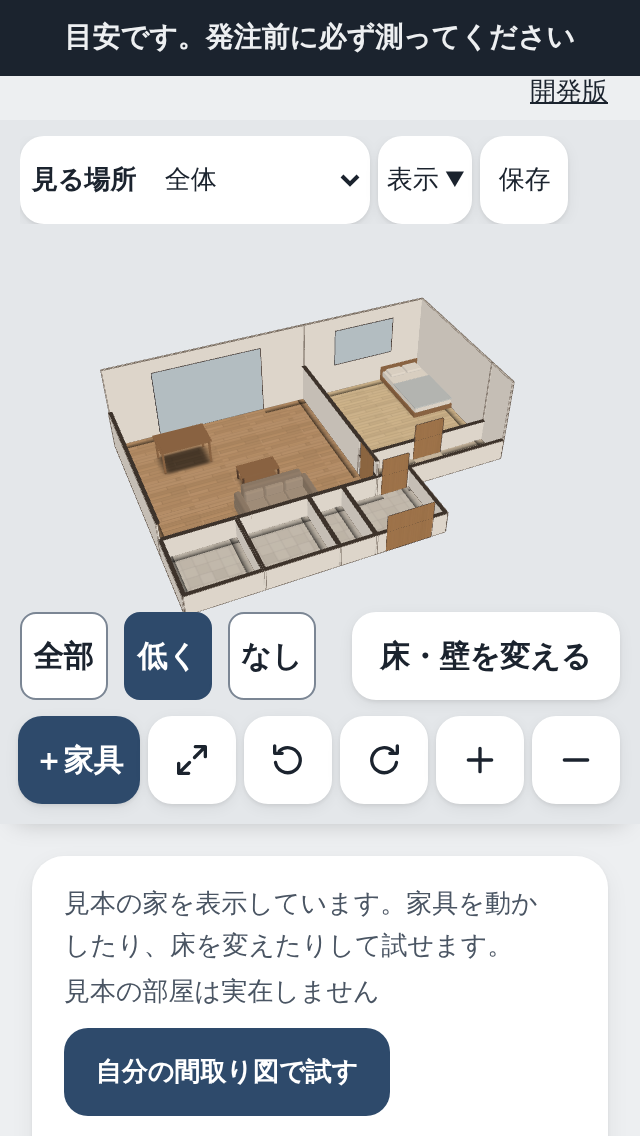 目安です。発注前に必ず測ってください
開発版
見る場所 全体 表示 ▼ 保存
全部 低く なし 床・壁を変える
＋家具
見本の家を表示しています。家具を動か
したり、床を変えたりして試せます。
見本の部屋は実在しません
自分の間取り図で試す